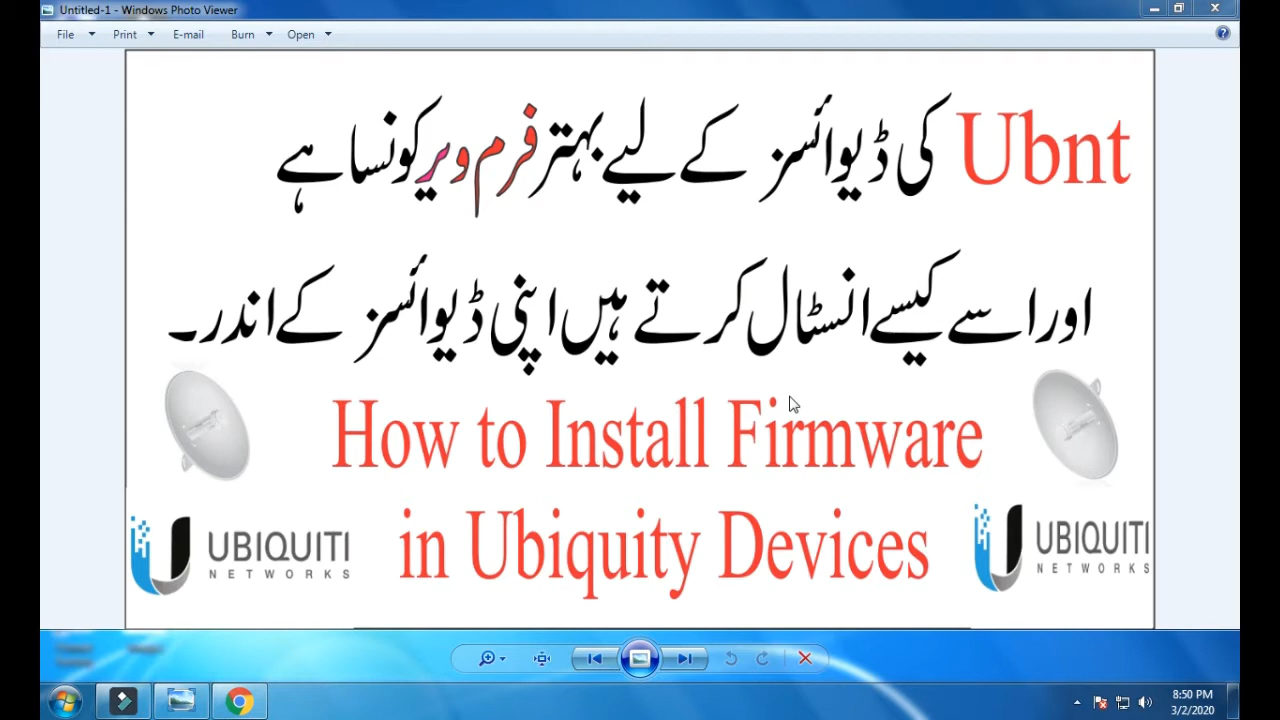 Untitled-1 - Windows Photo Viewer
File Print E-mail Burn Open
Ubnt کی ڈیوائسز کے لیے بہتر فرم ویر کونسا ہے
اور اسے کیسے انسٹال کرتے ہیں اپنی ڈیوائسز کے اندر۔
How to Install Firmware
in Ubiquity Devices
UBIQUITI
NETWORKS
UBIQUITI
NETWORKS
8:50 PM
3/2/2020